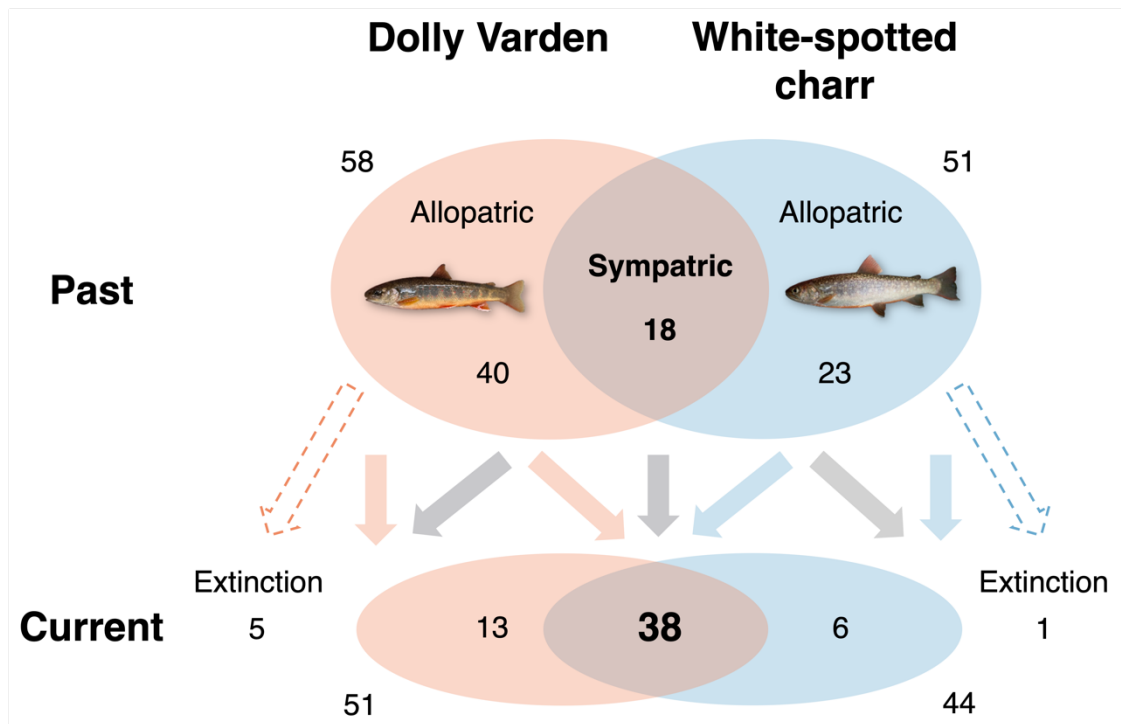 Dolly Varden
White-spotted
charr
58
51
Allopatric
Allopatric
Sympatric
Past
18
40
23
Extinction
Extinction
Current
5
13
38
6
1
51
44